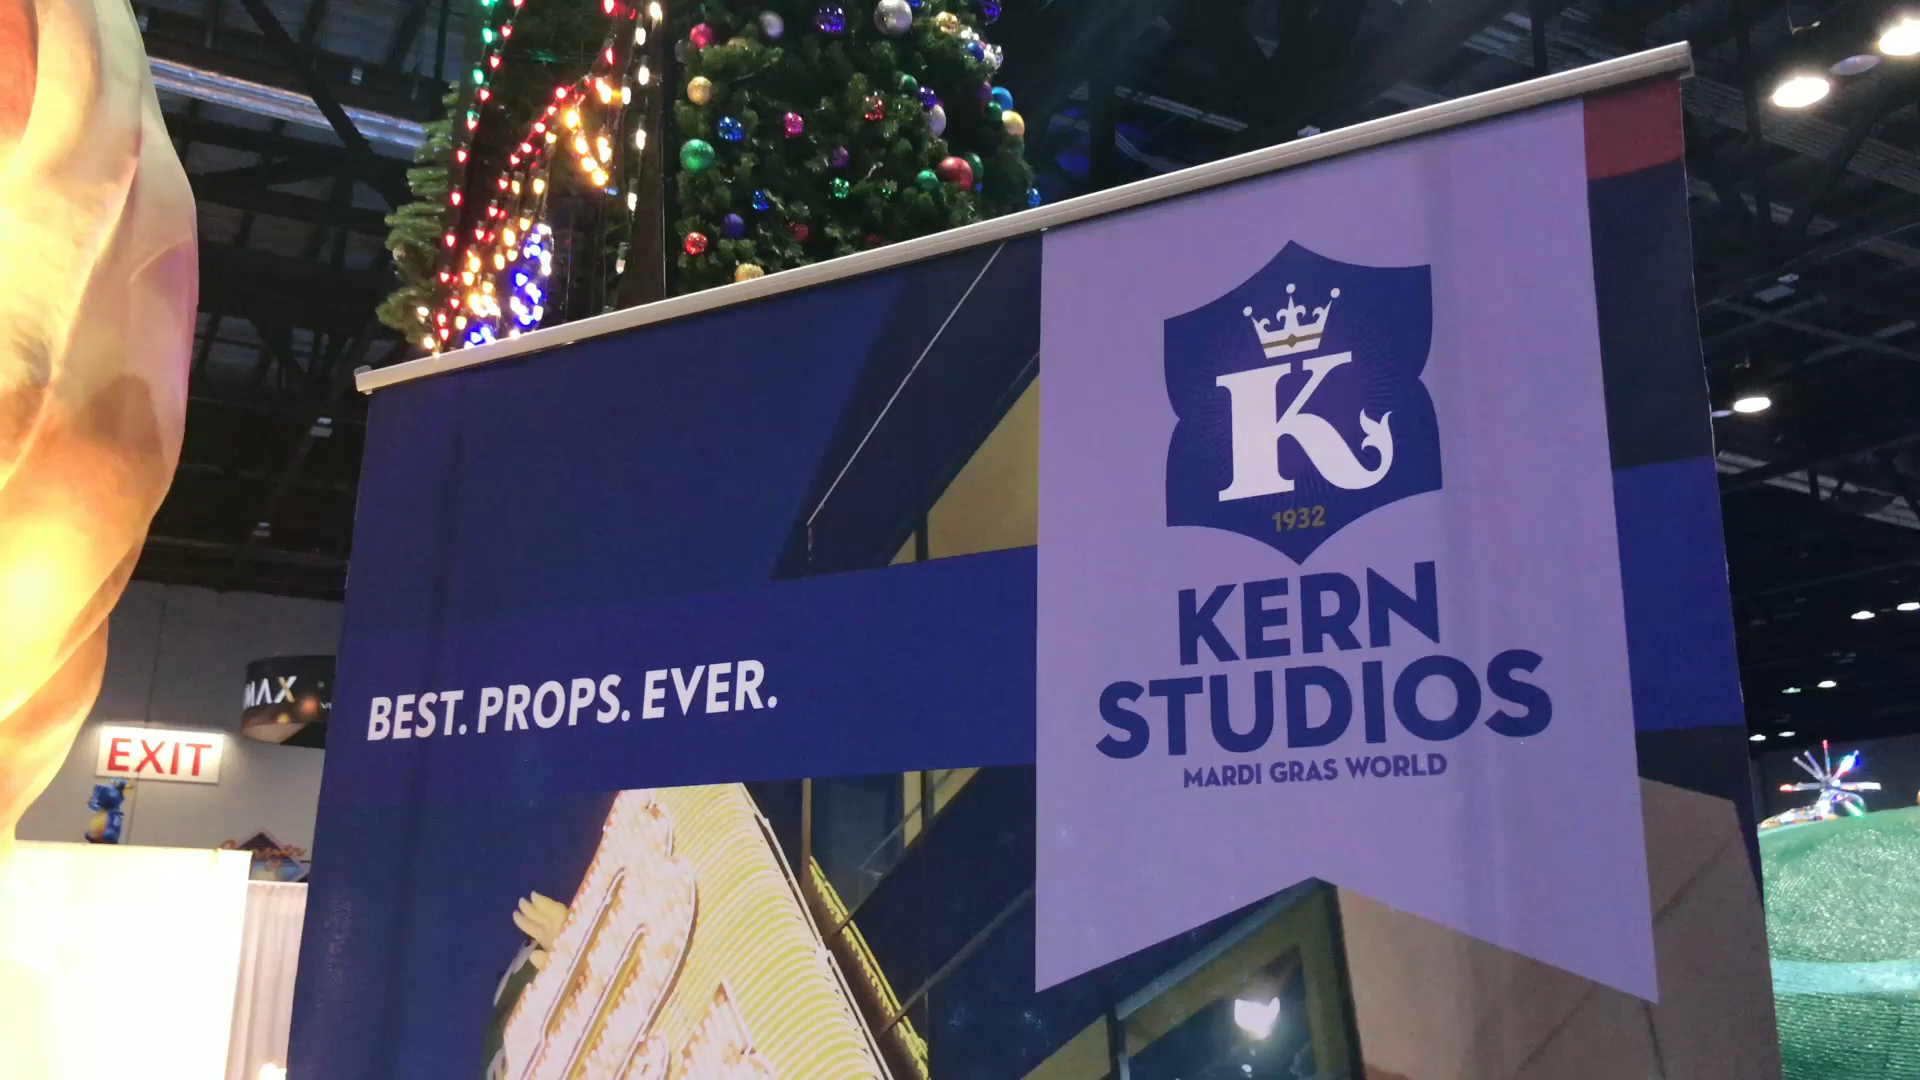 K
1932
KERN
STUDIOS
MARDI GRAS WORLD
BEST. PROPS. EVER.
EXIT